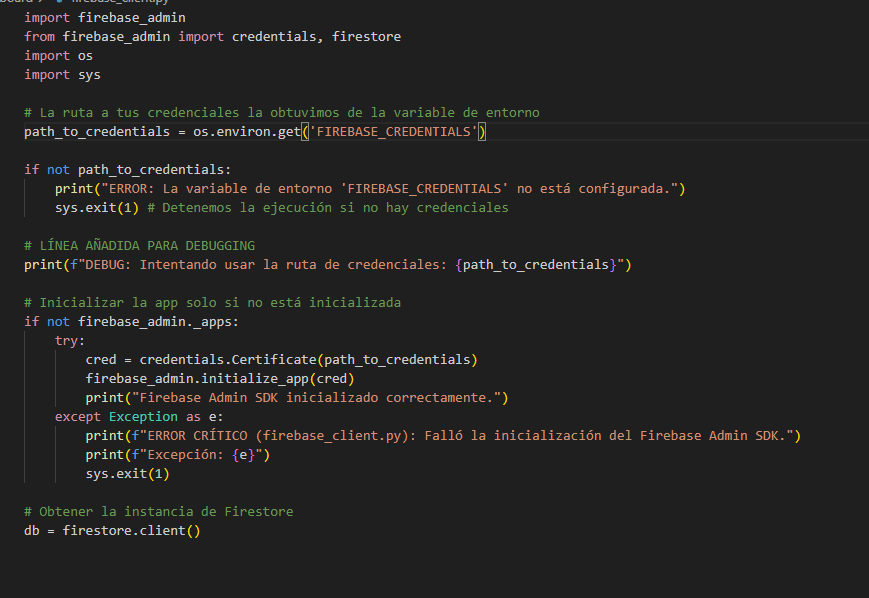 import firebase_admin
from firebase_admin import credentials, firestore
import os
import sys
# La ruta a tus credenciales la obtuvimos de la variable de entorno
path_to_credentials = os.environ.get('FIREBASE_CREDENTIALS')
if not path_to_credentials:
    print("ERROR: La variable de entorno 'FIREBASE_CREDENTIALS' no está configurada.")
    sys.exit(1) # Detenemos la ejecución si no hay credenciales
# LÍNEA AÑADIDA PARA DEBUGGING
print(f"DEBUG: Intentando usar la ruta de credenciales: {path_to_credentials}")
# Inicializar la app solo si no está inicializada
if not firebase_admin._apps:
    try:
        cred = credentials.Certificate(path_to_credentials)
        firebase_admin.initialize_app(cred)
        print("Firebase Admin SDK inicializado correctamente.")
    except Exception as e:
        print(f"ERROR CRÍTICO (firebase_client.py): Falló la inicialización del Firebase Admin SDK.")
        print(f"Excepción: {e}")
        sys.exit(1)
# Obtener la instancia de Firestore
db = firestore.client()